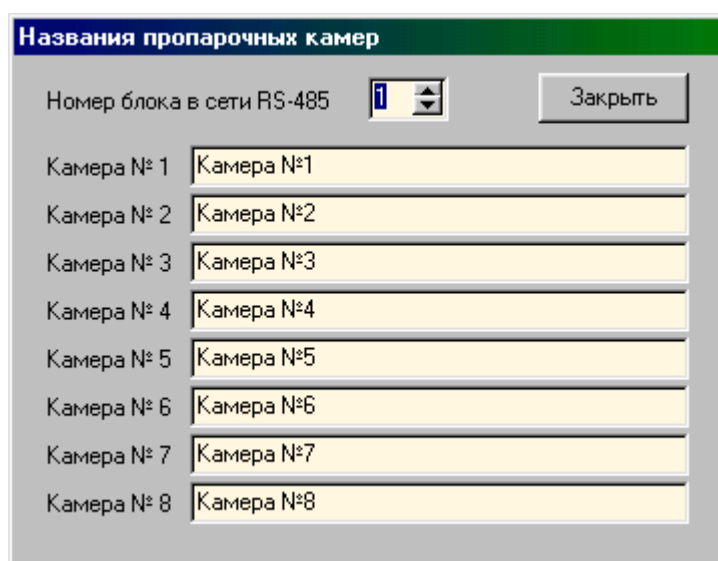 Названия пропарочных камер
Номер блока в сети RS-485 1 Закрыть
Камера № 1 Камера №1
Камера № 2 Камера №2
Камера № 3 Камера №3
Камера № 4 Камера №4
Камера № 5 Камера №5
Камера № 6 Камера №6
Камера № 7 Камера №7
Камера № 8 Камера №8